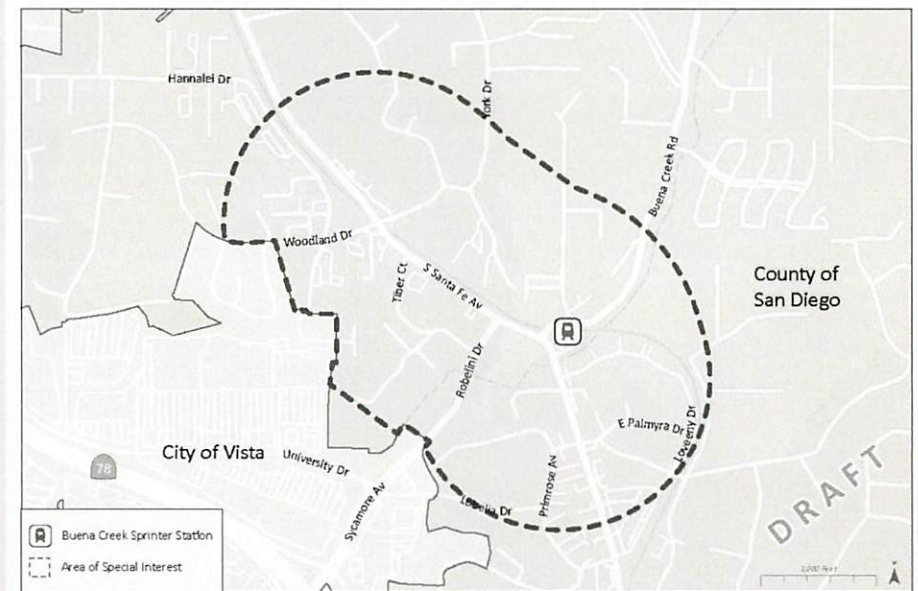 Hannalei Dr
York Dr
Buena Creek Rd
Woodland Dr
County of
San Diego
Tiber Ct
S Santa Fe Av
Robelini Dr
E Palmyra Dr
Loveeny Dr
City of Vista
University Dr
78
Sycamore Av
Primrose Av
Lobelia Dr
DRAFT
Buena Creek Sprinter Station
Area of Special Interest